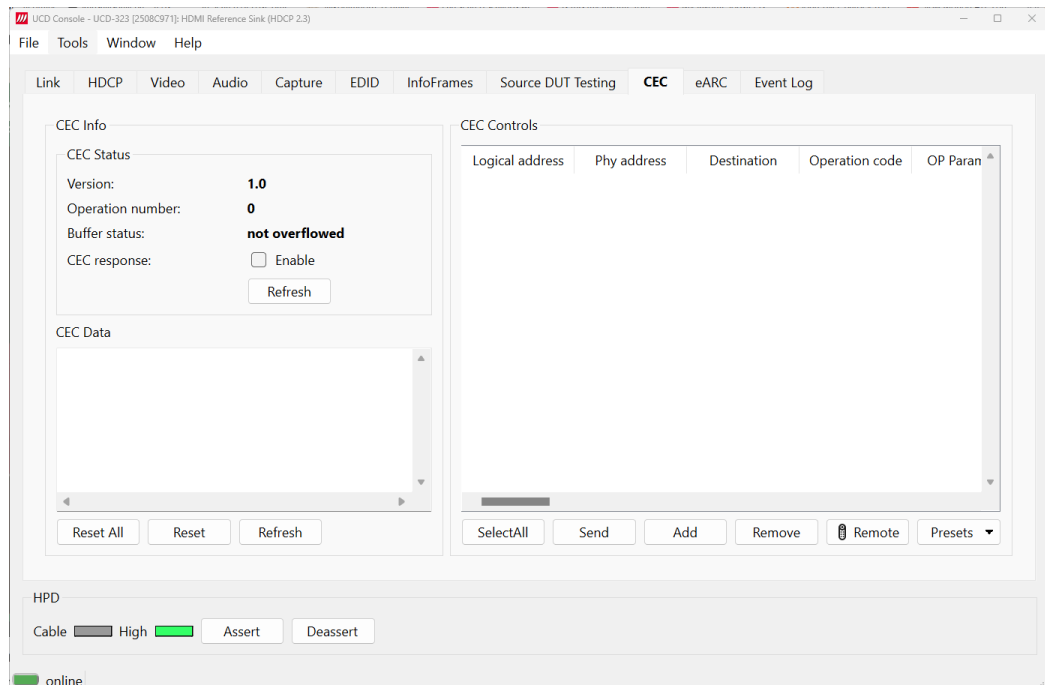 UCD Console - UCD-323 [2508C971]: HDMI Reference Sink (HDCP 2.3)
File Tools Window Help
Link HDCP Video Audio Capture EDID InfoFrames Source DUT Testing CEC eARC Event Log
CEC Info
CEC Status
Version: 1.0
Operation number: 0
Buffer status: not overflowed
CEC response: Enable
Refresh
CEC Data
Reset All Reset Refresh
CEC Controls
Logical address Phy address Destination Operation code OP Param
SelectAll Send Add Remove Remote Presets
HPD
Cable High Assert Deassert
online